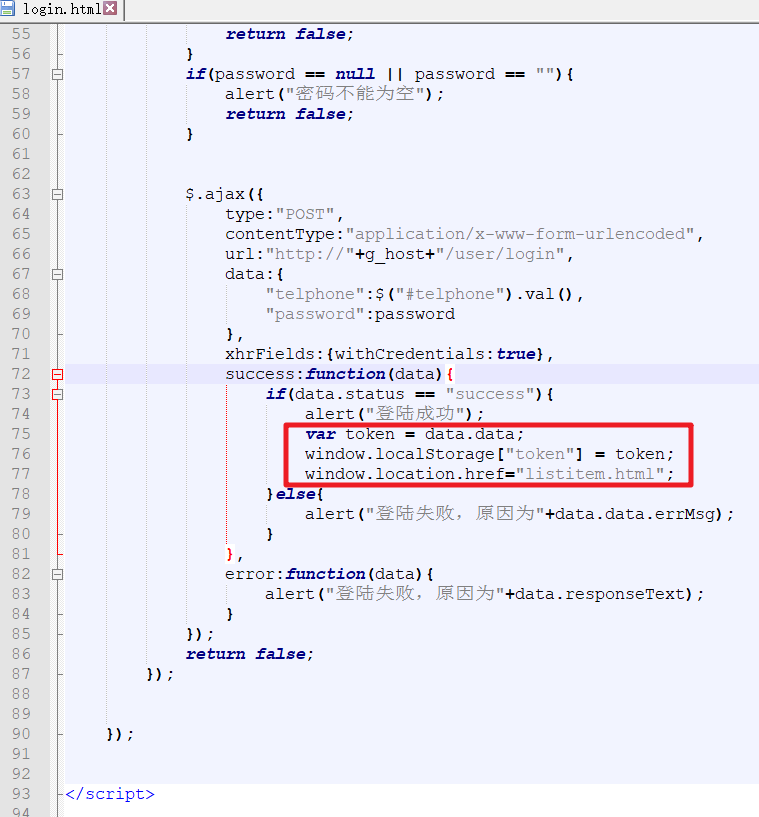 login.html
55 return false;
56 }
57 if(password == null || password == ""){
58 alert("密码不能为空");
59 return false;
60 }
61
62
63 $.ajax({
64 type:"POST",
65 contentType:"application/x-www-form-urlencoded",
66 url:"http://"+g_host+"/user/login",
67 data:{
68 "telphone":$("#telphone").val(),
69 "password":password
70 },
71 xhrFields:{withCredentials:true},
72 success:function(data){
73 if(data.status == "success"){
74 alert("登陆成功");
75 var token = data.data;
76 window.localStorage["token"] = token;
77 window.location.href="listitem.html";
78 }else{
79 alert("登陆失败，原因为"+data.data.errMsg);
80 }
81 },
82 error:function(data){
83 alert("登陆失败，原因为"+data.responseText);
84 }
85 });
86 return false;
87 });
88
89
90 });
91
92
93 </script>
94